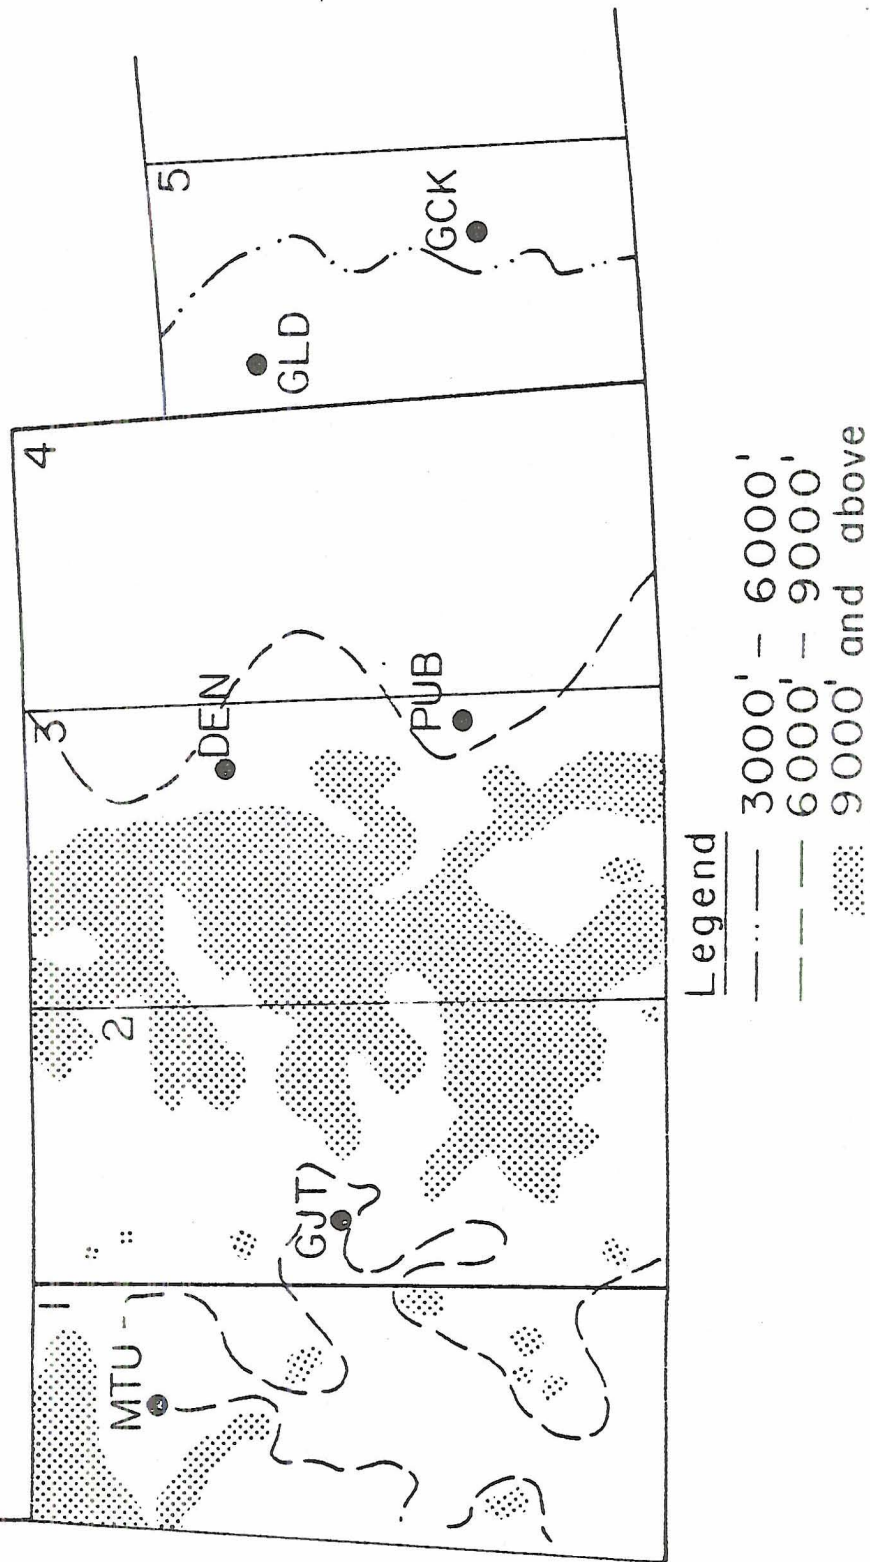 1
2
3
4
5
MTU
GJT
DEN
PUB
GLD
GCK
Legend
3000' - 6000'
6000' - 9000'
9000' and above